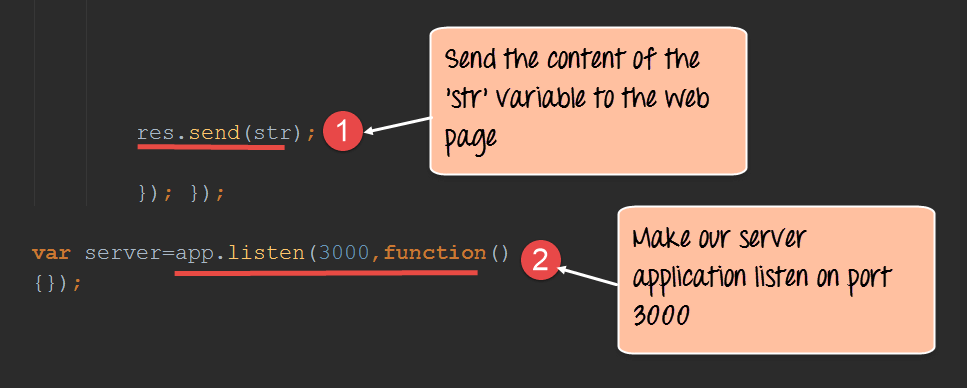 Send the content of the
'str' variable to the web
page
res.send(str);
1
}); });
Make our server
application listen on port
3000
var server=app.listen(3000,function()
2
{});